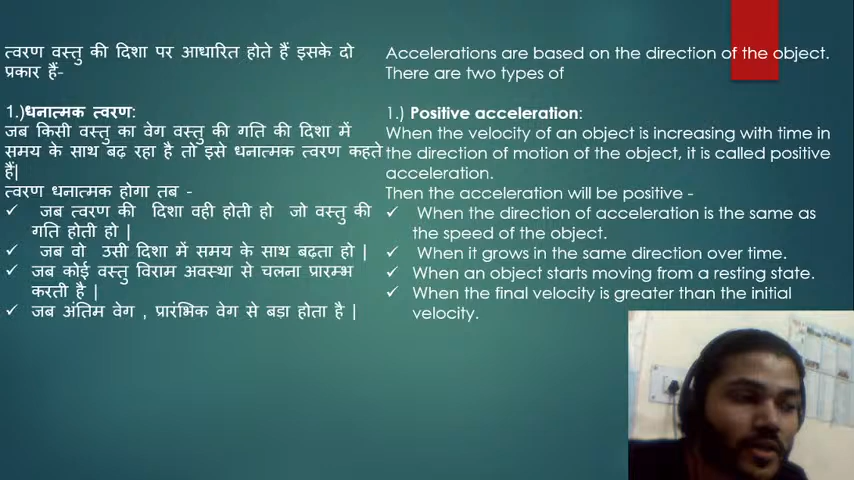 त्वरण वस्तु की दिशा पर आधारित होते हैं इसके दो
प्रकार हैं-
1.)धनात्मक त्वरण:
जब किसी वस्तु का वेग वस्तु की गति की दिशा में
समय के साथ बढ़ रहा है तो इसे धनात्मक त्वरण कहते
हैं|
त्वरण धनात्मक होगा तब -
✓ जब त्वरण की दिशा वही होती हो जो वस्तु की
गति होती हो |
✓ जब वो उसी दिशा में समय के साथ बढ़ता हो |
✓ जब कोई वस्तु विराम अवस्था से चलना प्रारम्भ
करती है |
✓ जब अंतिम वेग , प्रारंभिक वेग से बड़ा होता है |
Accelerations are based on the direction of the object.
There are two types of
1.) Positive acceleration:
When the velocity of an object is increasing with time in
the direction of motion of the object, it is called positive
acceleration.
Then the acceleration will be positive -
✓ When the direction of acceleration is the same as
the speed of the object.
✓ When it grows in the same direction over time.
✓ When an object starts moving from a resting state.
✓ When the final velocity is greater than the initial
velocity.